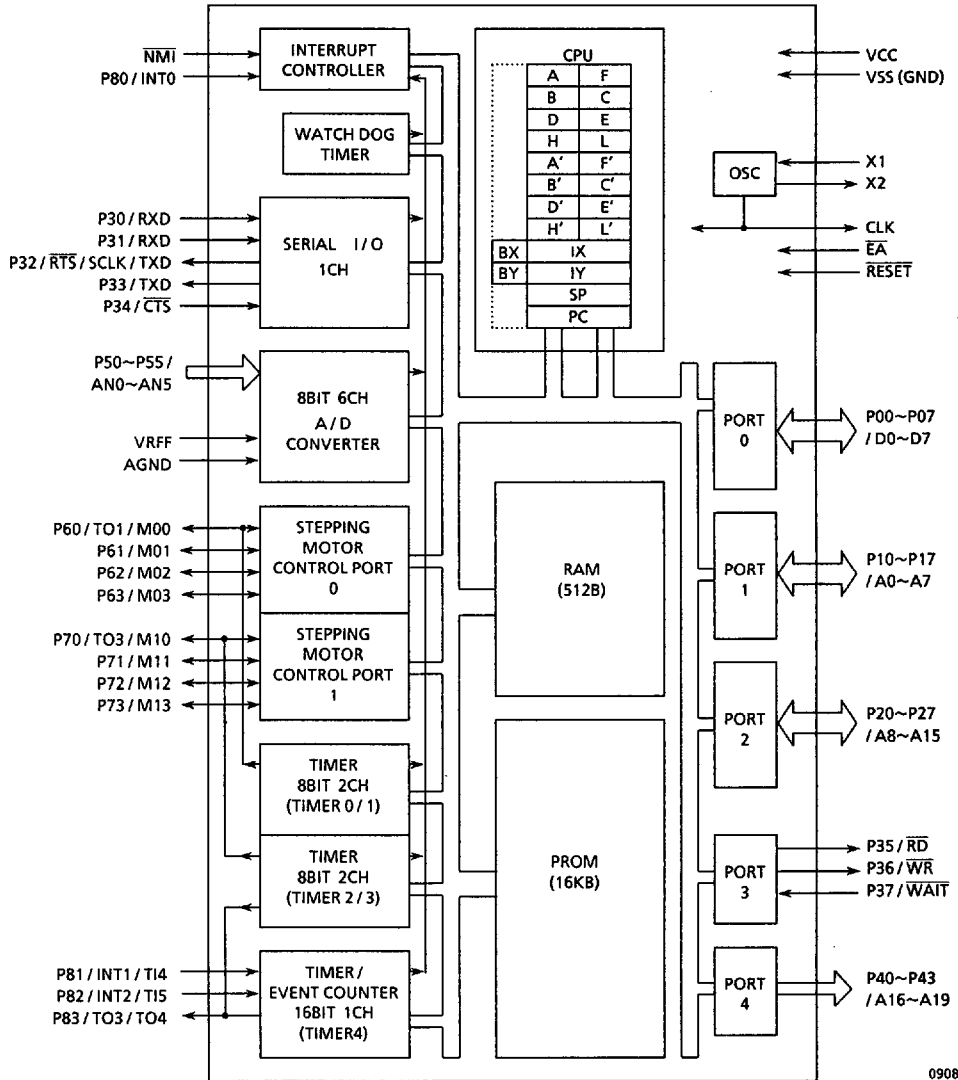 NMI
P80 / INT0
INTERRUPT
CONTROLLER
WATCH DOG
TIMER
P30 / RXD
P31 / RXD
P32 / RTS / SCLK / TXD
P33 / TXD
P34 / CTS
SERIAL I / O
1CH
P50~P55 /
AN0~AN5
VRFF
AGND
8BIT 6CH
A / D
CONVERTER
P60 / TO1 / M00
P61 / M01
P62 / M02
P63 / M03
STEPPING
MOTOR
CONTROL PORT
0
P70 / TO3 / M10
P71 / M11
P72 / M12
P73 / M13
STEPPING
MOTOR
CONTROL PORT
1
TIMER
8BIT 2CH
(TIMER 0 / 1)
TIMER
8BIT 2CH
(TIMER 2 / 3)
P81 / INT1 / TI4
P82 / INT2 / TI5
P83 / TO3 / TO4
TIMER /
EVENT COUNTER
16BIT 1CH
(TIMER4)
CPU
A F
B C
D E
H L
A' F'
B' C'
D' E'
H' L'
BX IX
BY IY
SP
PC
RAM
(512B)
PROM
(16KB)
VCC
VSS (GND)
OSC
X1
X2
CLK
EA
RESET
PORT
0
P00~P07
/ D0~D7
PORT
1
P10~P17
/ A0~A7
PORT
2
P20~P27
/ A8~A15
PORT
3
P35 / RD
P36 / WR
P37 / WAIT
PORT
4
P40~P43
/ A16~A19
0908